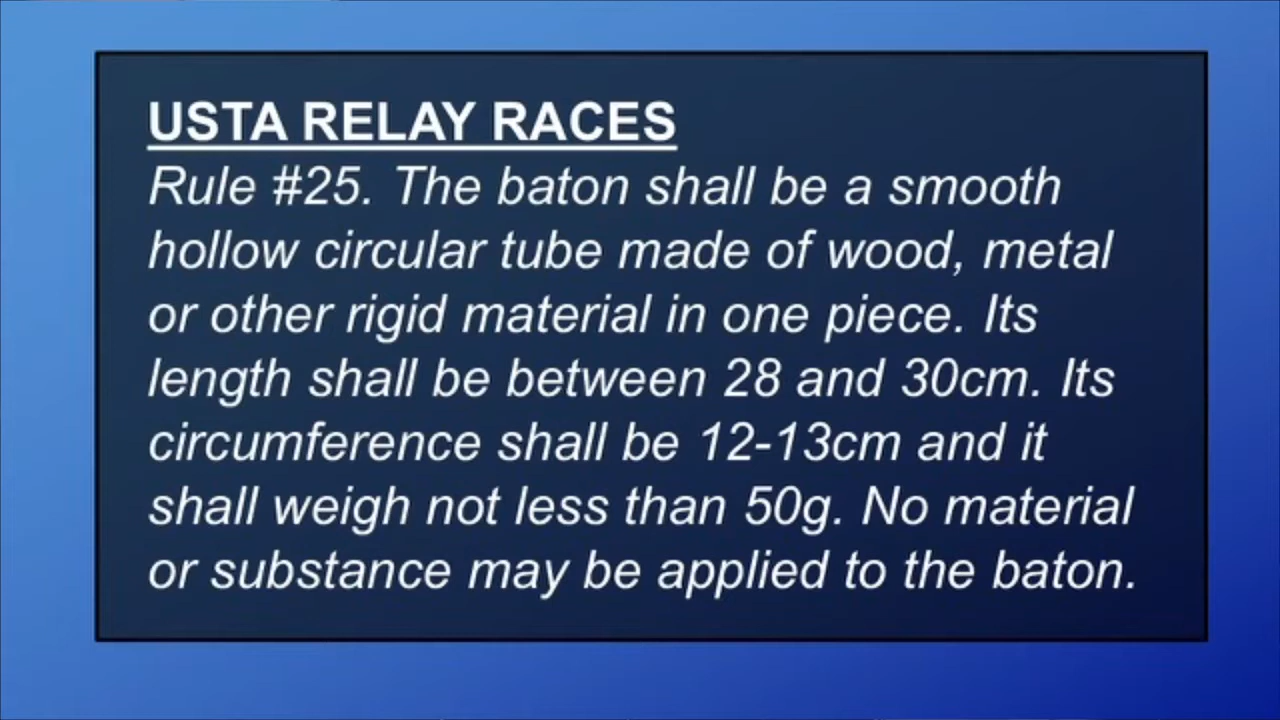 USTA RELAY RACES
Rule #25. The baton shall be a smooth
hollow circular tube made of wood, metal
or other rigid material in one piece. Its
length shall be between 28 and 30cm. Its
circumference shall be 12-13cm and it
shall weigh not less than 50g. No material
or substance may be applied to the baton.